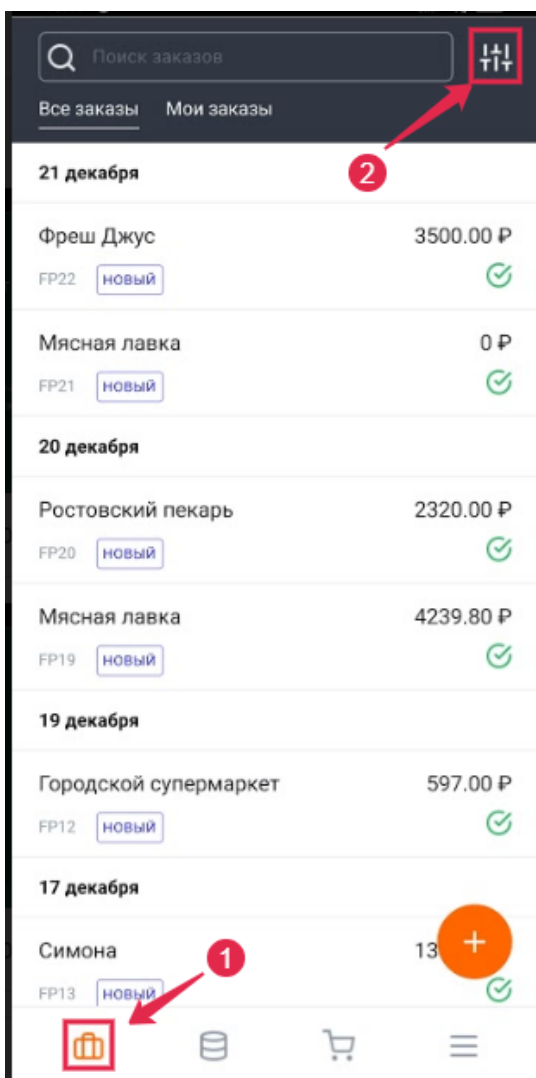 Поиск заказов
Все заказы Мои заказы
2
21 декабря
Фреш Джус 3500.00 ₽
FP22 новый
Мясная лавка 0 ₽
FP21 новый
20 декабря
Ростовский пекарь 2320.00 ₽
FP20 новый
Мясная лавка 4239.80 ₽
FP19 новый
19 декабря
Городской супермаркет 597.00 ₽
FP12 новый
17 декабря
Симона 13
1
FP13 новый